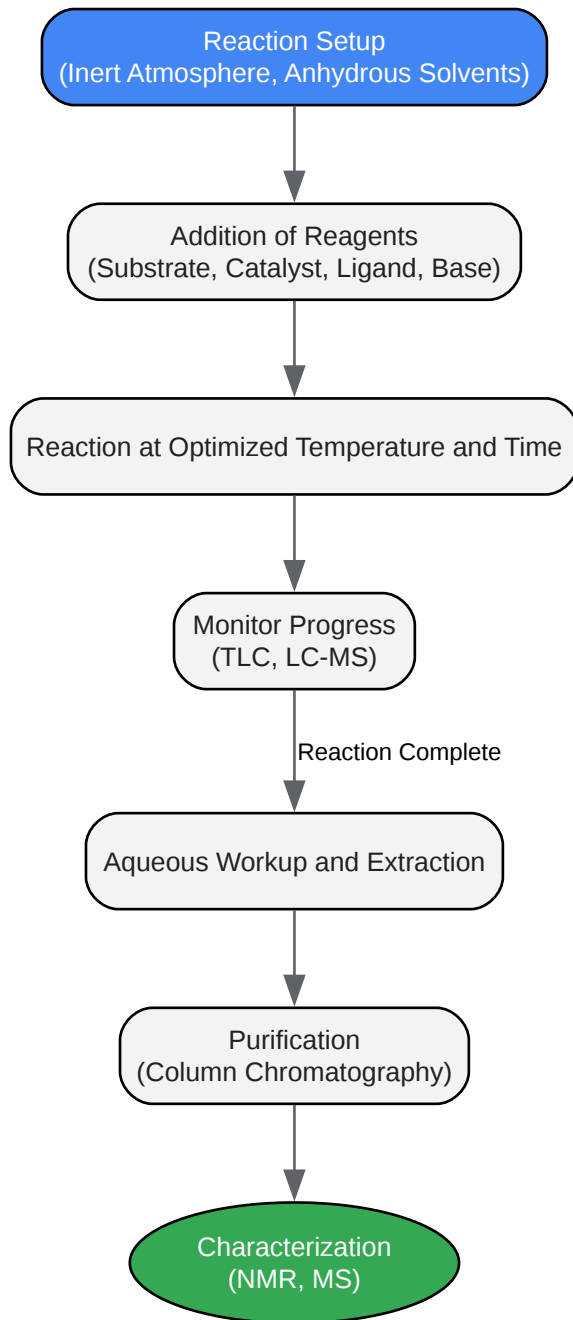 Reaction Setup
(Inert Atmosphere, Anhydrous Solvents)
Addition of Reagents
(Substrate, Catalyst, Ligand, Base)
Reaction at Optimized Temperature and Time
Monitor Progress
(TLC, LC-MS)
Reaction Complete
Aqueous Workup and Extraction
Purification
(Column Chromatography)
Characterization
(NMR, MS)